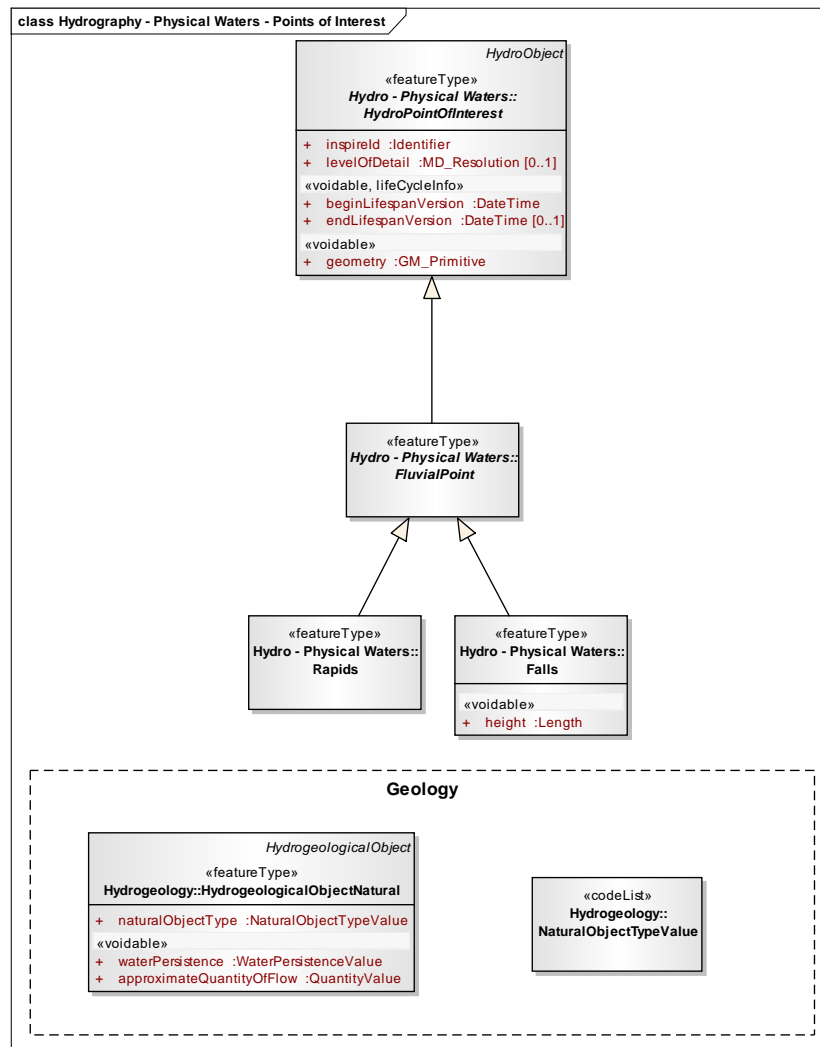 class Hydrography - Physical Waters - Points of Interest
HydroObject
«featureType»
Hydro - Physical Waters::
HydroPointOfInterest
+ inspireId :Identifier
+ levelOfDetail :MD_Resolution [0..1]
«voidable, lifeCycleInfo»
+ beginLifespanVersion :DateTime
+ endLifespanVersion :DateTime [0..1]
«voidable»
+ geometry :GM_Primitive
«featureType»
Hydro - Physical Waters::
FluvialPoint
«featureType»
Hydro - Physical Waters::
Rapids
«featureType»
Hydro - Physical Waters::
Falls
«voidable»
+ height :Length
Geology
HydrogeologicalObject
«featureType»
Hydrogeology::HydrogeologicalObjectNatural
+ naturalObjectType :NaturalObjectTypeValue
«voidable»
+ waterPersistence :WaterPersistenceValue
+ approximateQuantityOfFlow :QuantityValue
«codeList»
Hydrogeology::
NaturalObjectTypeValue